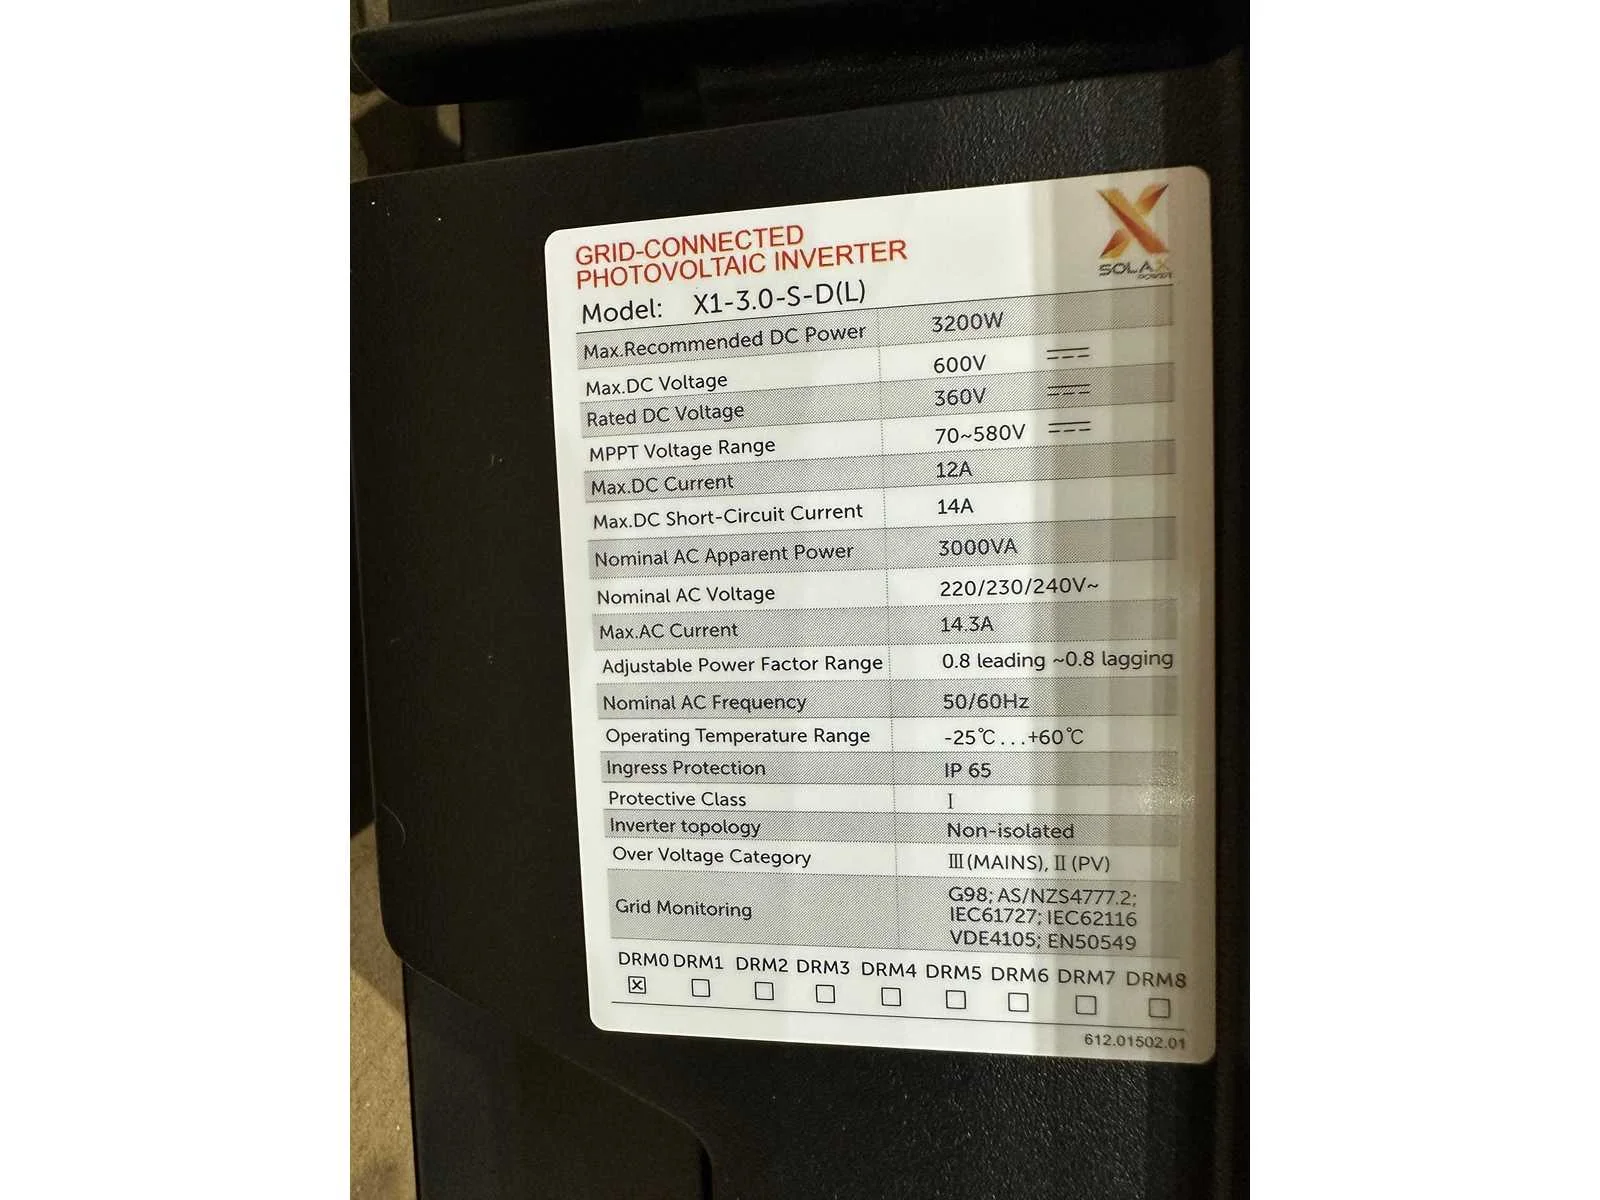 SOLAX
POWER
GRID-CONNECTED
PHOTOVOLTAIC INVERTER
Model: X1-3.0-S-D(L)
Max.Recommended DC Power 3200W
Max.DC Voltage 600V
Rated DC Voltage 360V
MPPT Voltage Range 70~580V
Max.DC Current 12A
Max.DC Short-Circuit Current 14A
Nominal AC Apparent Power 3000VA
Nominal AC Voltage 220/230/240V~
Max.AC Current 14.3A
Adjustable Power Factor Range 0.8 leading ~0.8 lagging
Nominal AC Frequency 50/60Hz
Operating Temperature Range -25℃...+60℃
Ingress Protection IP 65
Protective Class I
Inverter topology Non-isolated
Over Voltage Category III(MAINS), II(PV)
Grid Monitoring G98; AS/NZS4777.2;
IEC61727; IEC62116
VDE4105; EN50549
DRM0 DRM1 DRM2 DRM3 DRM4 DRM5 DRM6 DRM7 DRM8
612.01502.01